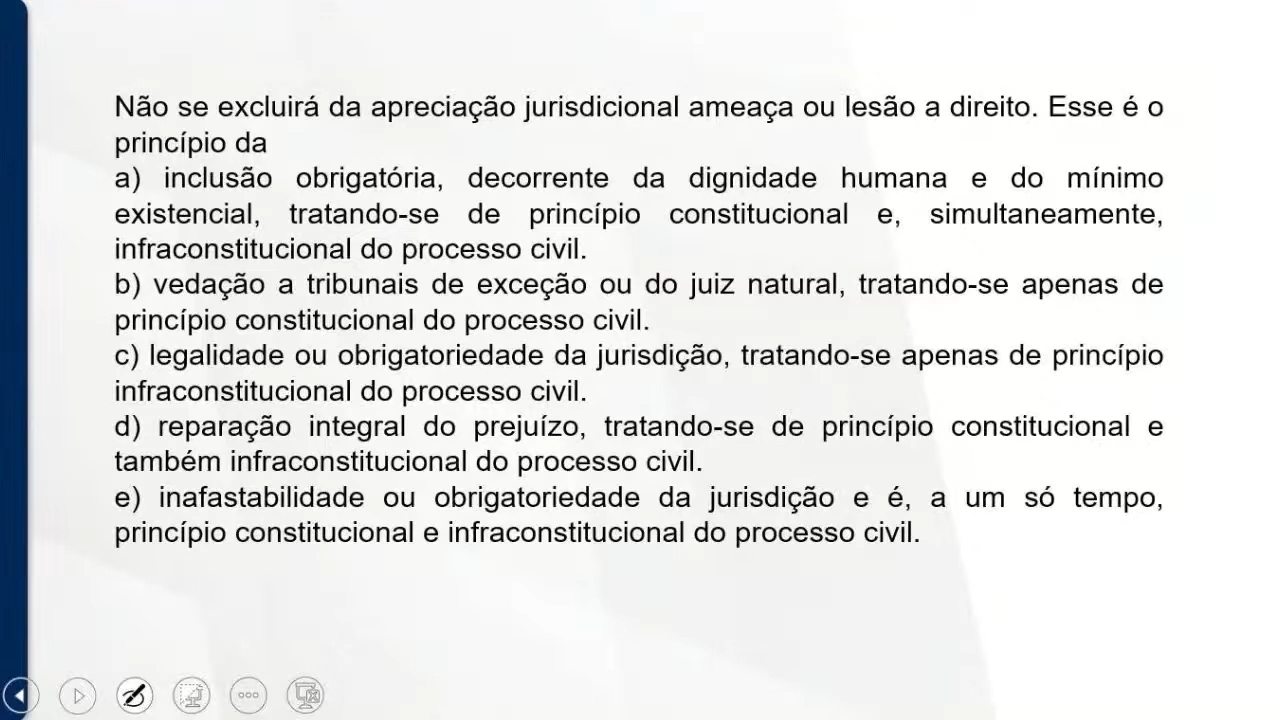 Não se excluirá da apreciação jurisdicional ameaça ou lesão a direito. Esse é o
princípio da
a) inclusão obrigatória, decorrente da dignidade humana e do mínimo
existencial, tratando-se de princípio constitucional e, simultaneamente,
infraconstitucional do processo civil.
b) vedação a tribunais de exceção ou do juiz natural, tratando-se apenas de
princípio constitucional do processo civil.
c) legalidade ou obrigatoriedade da jurisdição, tratando-se apenas de princípio
infraconstitucional do processo civil.
d) reparação integral do prejuízo, tratando-se de princípio constitucional e
também infraconstitucional do processo civil.
e) inafastabilidade ou obrigatoriedade da jurisdição e é, a um só tempo,
princípio constitucional e infraconstitucional do processo civil.